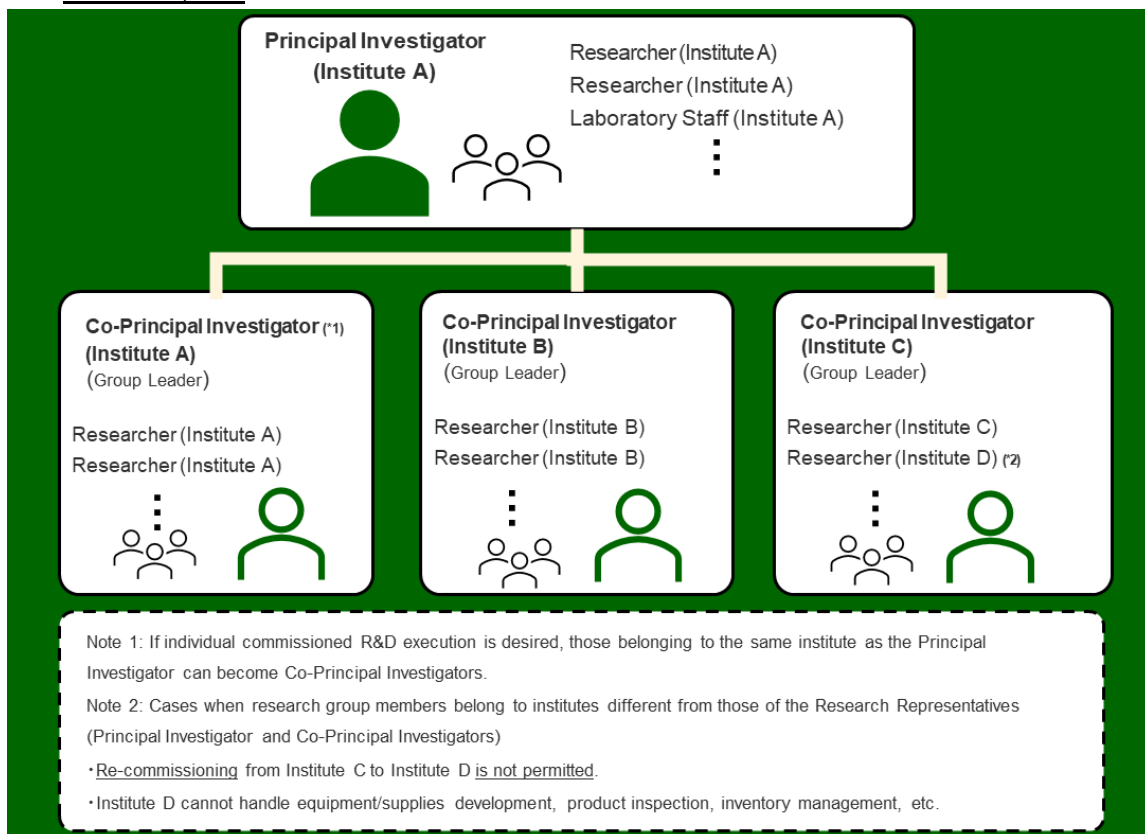 Principal Investigator
(Institute A)
Researcher (Institute A)
Researcher (Institute A)
Laboratory Staff (Institute A)
Co-Principal Investigator (*1)
(Institute A)
(Group Leader)
Researcher (Institute A)
Researcher (Institute A)
Co-Principal Investigator
(Institute B)
(Group Leader)
Researcher (Institute B)
Researcher (Institute B)
Co-Principal Investigator
(Institute C)
(Group Leader)
Researcher (Institute C)
Researcher (Institute D) (*2)
Note 1: If individual commissioned R&D execution is desired, those belonging to the same institute as the Principal
Investigator can become Co-Principal Investigators.
Note 2: Cases when research group members belong to institutes different from those of the Research Representatives
(Principal Investigator and Co-Principal Investigators)
・Re-commissioning from Institute C to Institute D is not permitted.
・Institute D cannot handle equipment/supplies development, product inspection, inventory management, etc.